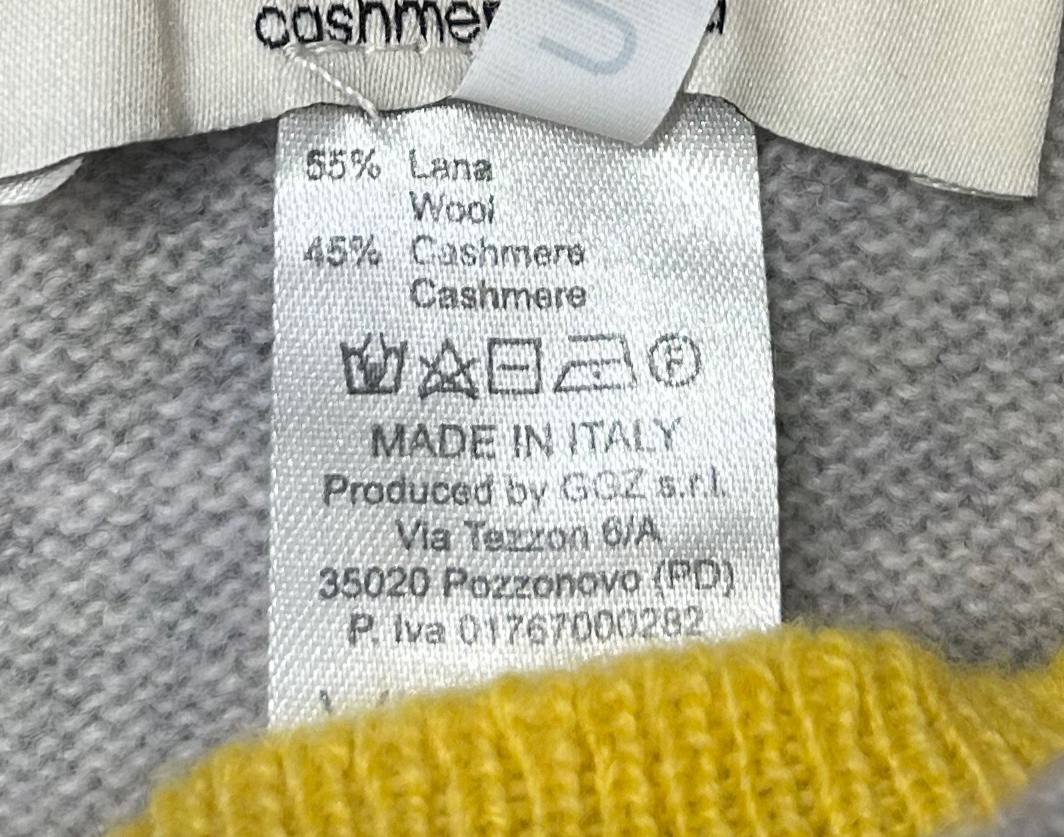 cashme
U
55% Lana
Wool
45% Cashmere
Cashmere
F
MADE IN ITALY
Produced by GGZ s.r.l.
Via Tezzon 6/A
35020 Pozzonovo (PD)
P. Iva 01767000282